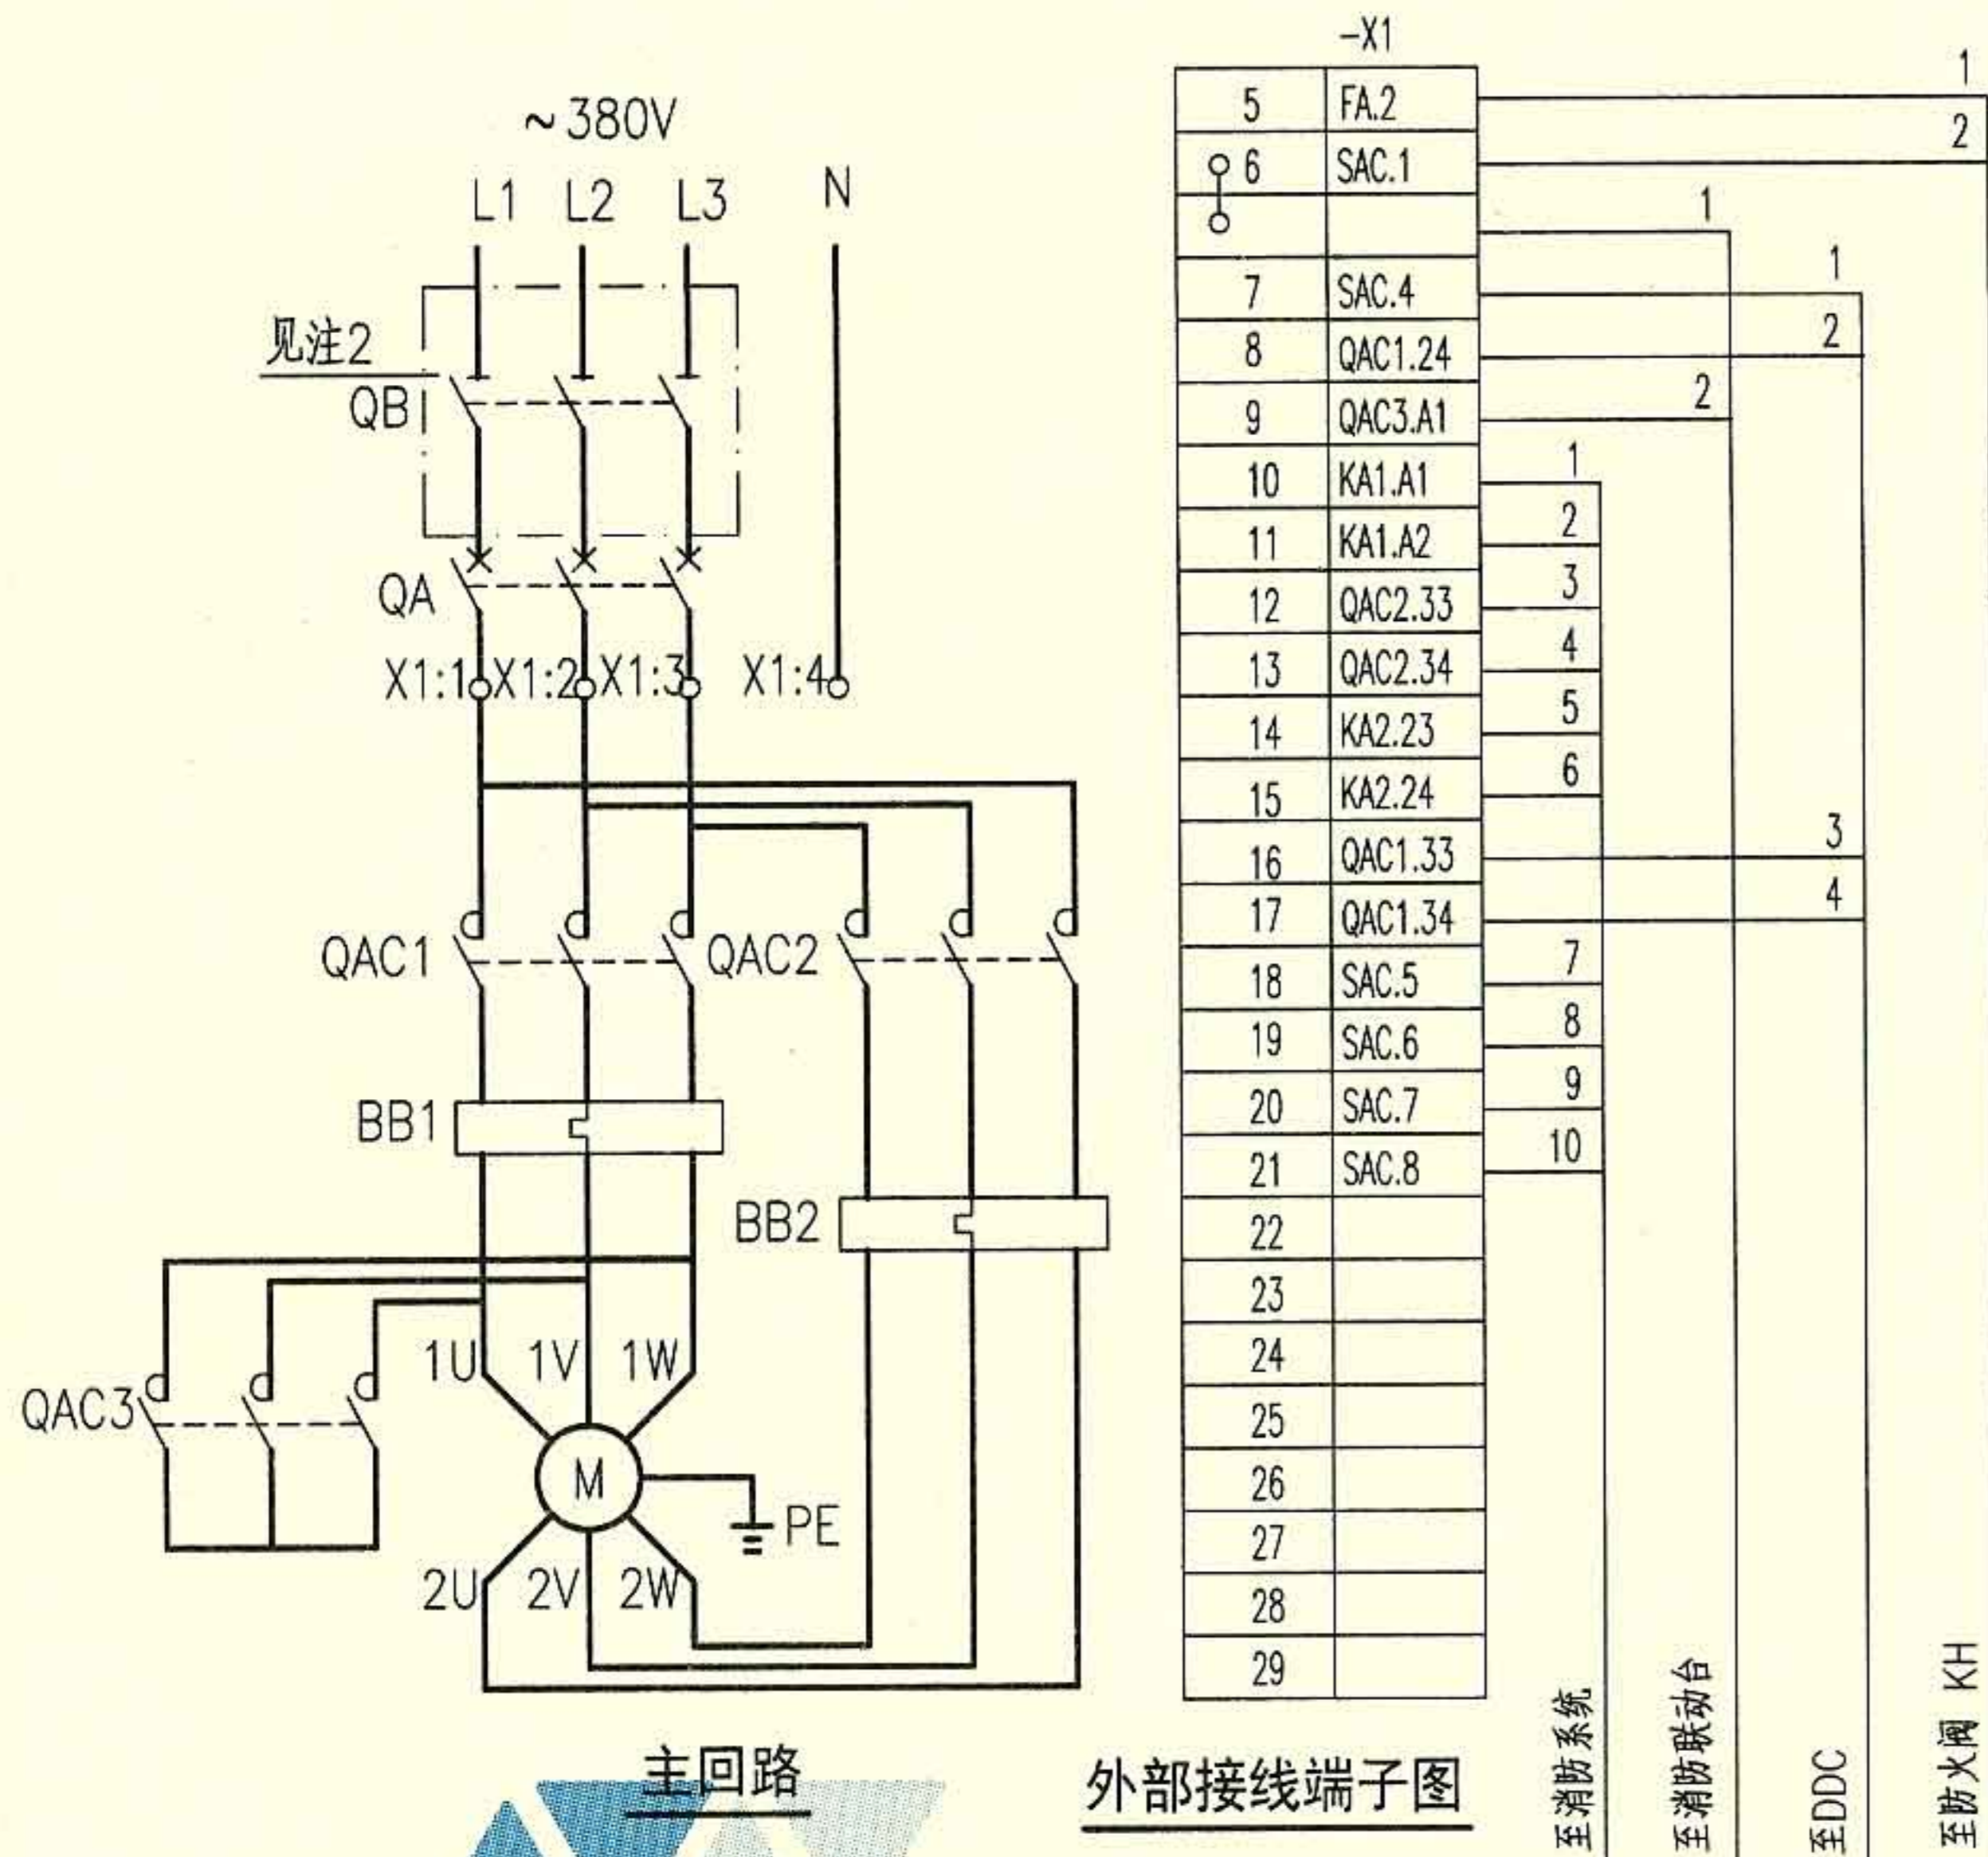 ~380V
L1 L2 L3 N
见注2
QB
QA
X1:1 X1:2 X1:3 X1:4
QAC1 QAC2
BB1
BB2
QAC3
1U 1V 1W
M
PE
2U 2V 2W
主回路
-X1
5 FA.2 1
6 SAC.1 2
1
7 SAC.4 1
8 QAC1.24 2
9 QAC3.A1 2
10 KA1.A1 1
11 KA1.A2 2
12 QAC2.33 3
13 QAC2.34 4
14 KA2.23 5
15 KA2.24 6
16 QAC1.33 3
17 QAC1.34 4
18 SAC.5 7
19 SAC.6 8
20 SAC.7 9
21 SAC.8 10
22
23
24
25
26
27
28
29
至消防系统
至消防联动台
至DDC
至防火阀 KH
外部接线端子图